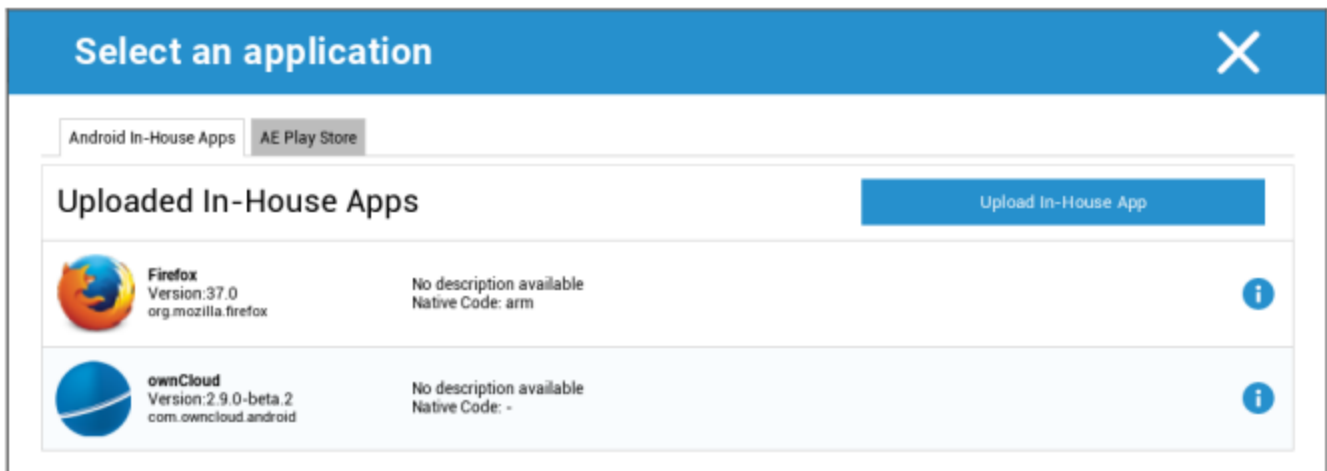 Select an application
Android In-House Apps
AE Play Store
Uploaded In-House Apps
Upload In-House App
Firefox
Version:37.0
org.mozilla.firefox
No description available
Native Code: arm
ownCloud
Version:2.9.0-beta.2
com.owncloud.android
No description available
Native Code: -